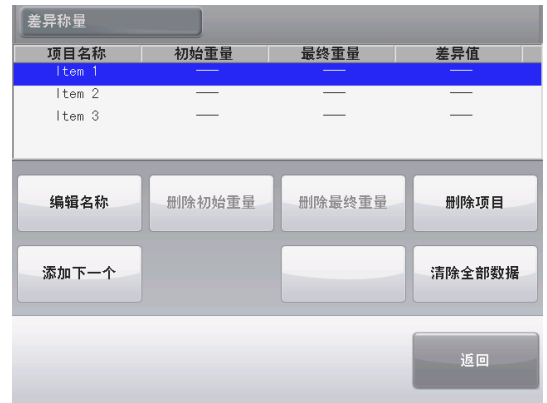 差异称量
项目名称 初始重量 最终重量 差异值
Item 1 — — —
Item 2 — — —
Item 3 — — —
编辑名称 删除初始重量 删除最终重量 删除项目
添加下一个 清除全部数据
返回